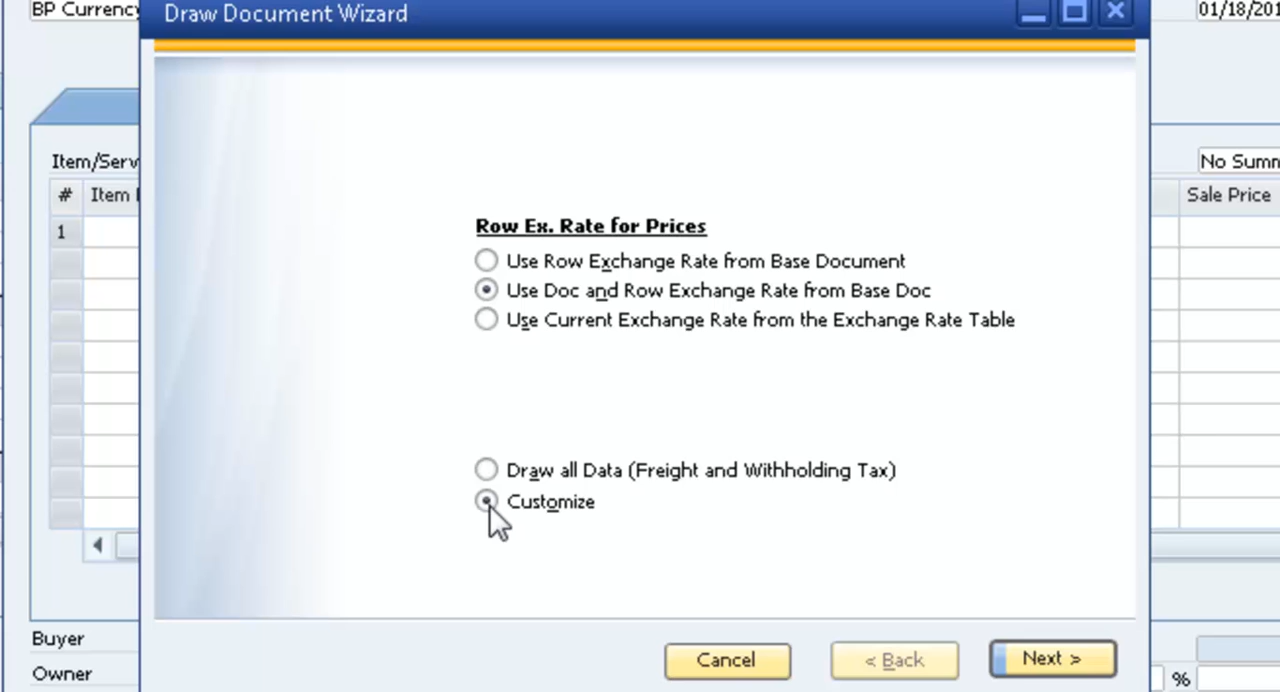 BP Currency
Draw Document Wizard
01/18/201
Item/Serv
No Summ
#
Item
Sale Price
1
Row Ex. Rate for Prices
Use Row Exchange Rate from Base Document
Use Doc and Row Exchange Rate from Base Doc
Use Current Exchange Rate from the Exchange Rate Table
Draw all Data (Freight and Withholding Tax)
Customize
Buyer
Owner
Cancel
< Back
Next >
%